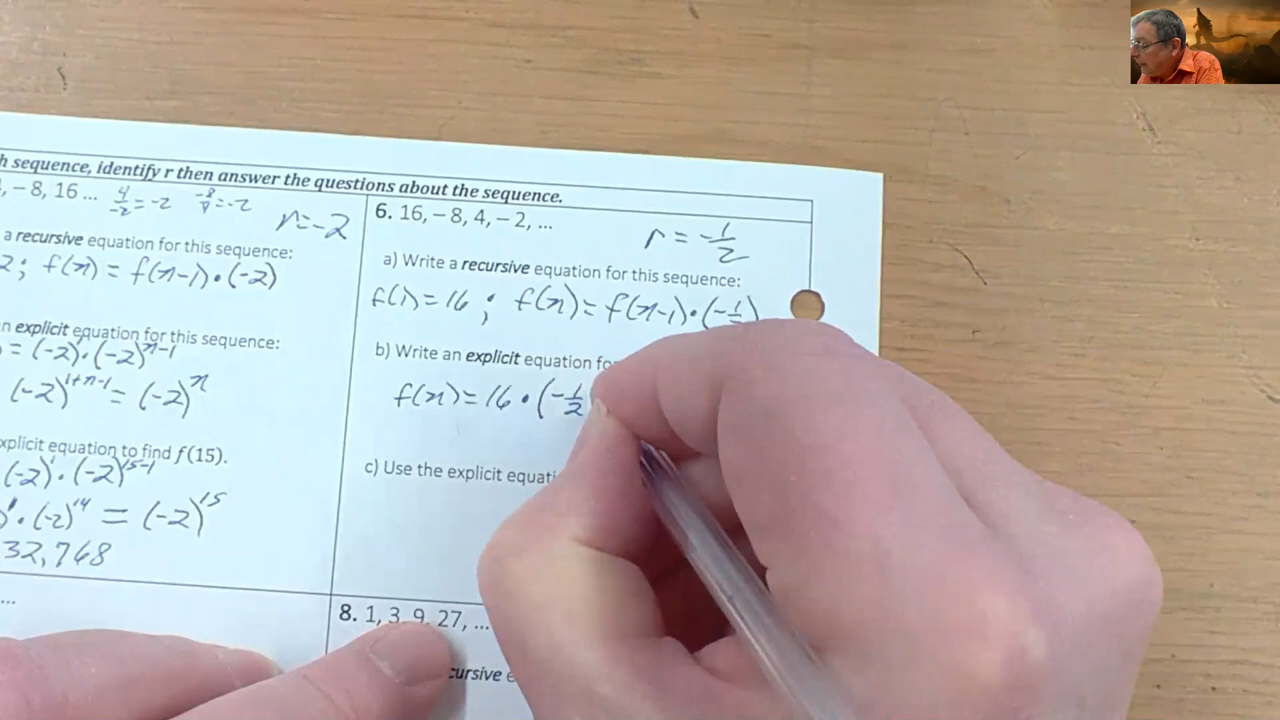 h sequence, identify r then answer the questions about the sequence.
, – 8, 16 ... 4/-2 = -2 -8/4 = -2
r = -2
a recursive equation for this sequence:
2; f(n) = f(n-1)·(-2)
n explicit equation for this sequence:
= (-2)¹·(-2)ⁿ⁻¹
(-2)¹⁺ⁿ⁻¹ = (-2)ⁿ
xplicit equation to find f(15).
(-2)¹·(-2)¹⁵⁻¹
)¹·(-2)¹⁴ = (-2)¹⁵
32,768
...
6. 16, – 8, 4, – 2, ...
r = -1/2
a) Write a recursive equation for this sequence:
f(1) = 16 ; f(n) = f(n-1)·(-1/2)
b) Write an explicit equation fo
f(n) = 16 · (-1/2
c) Use the explicit equati
8. 1, 3, 9, 27, ...
cursive e